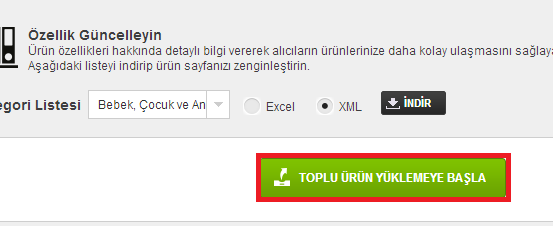 Özellik Güncelleyin
Ürün özellikleri hakkında detaylı bilgi vererek alıcıların ürünlerinize daha kolay ulaşmasını sağlaya
Aşağıdaki listeyi indirip ürün sayfanızı zenginleştirin.
egori Listesi Bebek, Çocuk ve An Excel XML İNDİR
TOPLU ÜRÜN YÜKLEMEYE BAŞLA